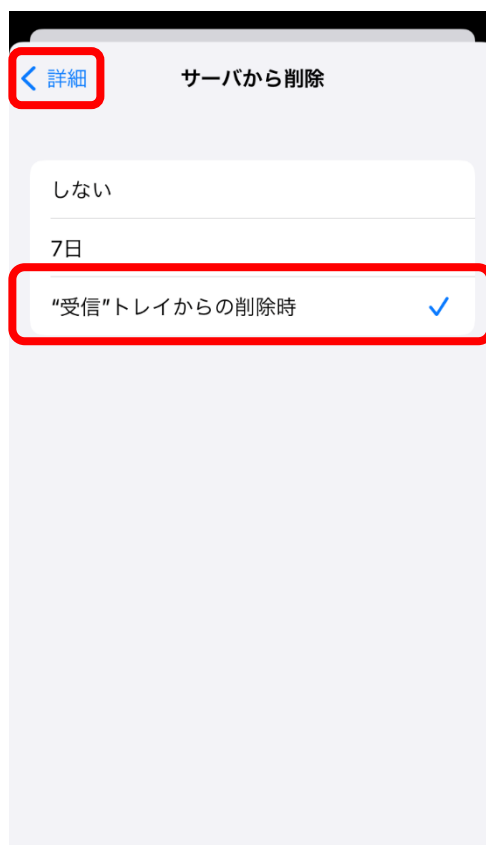 詳細
サーバから削除
しない
7日
“受信”トレイからの削除時